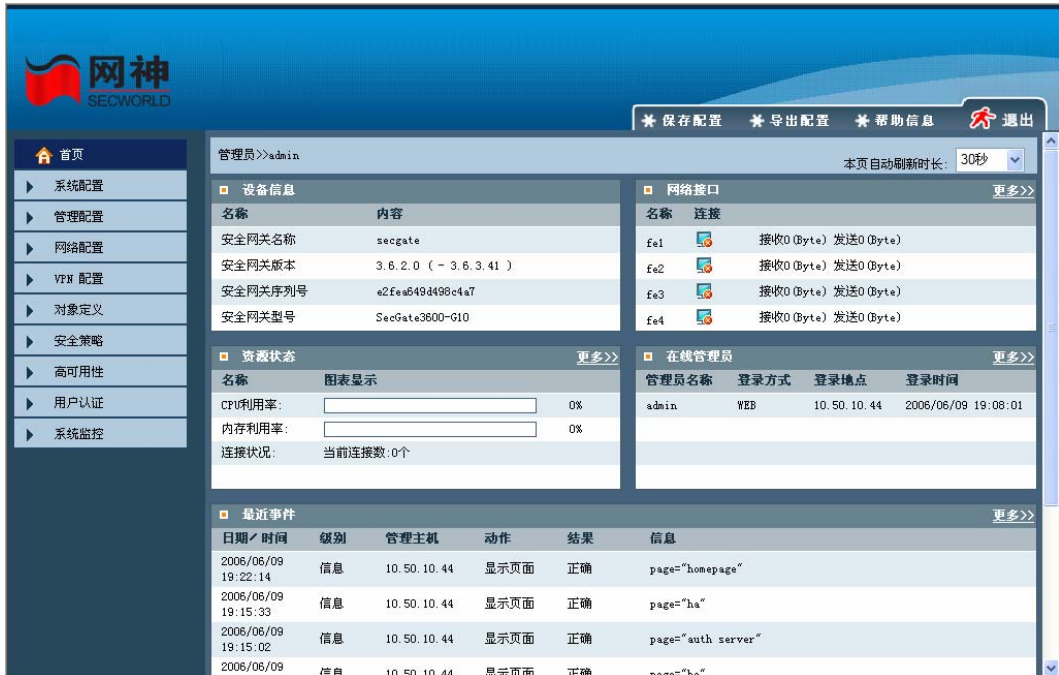 网神
SECWORLD
保存配置 导出配置 帮助信息 退出
首页
系统配置
管理配置
网络配置
VPN 配置
对象定义
安全策略
高可用性
用户认证
系统监控
管理员>>admin
本页自动刷新时长: 30秒
设备信息
名称 内容
安全网关名称 secgate
安全网关版本 3.6.2.0 ( - 3.6.3.41 )
安全网关序列号 e2fea649d498c4a7
安全网关型号 SecGate3600-G10
网络接口 更多>>
名称 连接
fe1 接收0(Byte) 发送0(Byte)
fe2 接收0(Byte) 发送0(Byte)
fe3 接收0(Byte) 发送0(Byte)
fe4 接收0(Byte) 发送0(Byte)
资源状态 更多>>
名称 图表显示
CPU利用率: 0%
内存利用率: 0%
连接状况: 当前连接数:0个
在线管理员 更多>>
管理员名称 登录方式 登录地点 登录时间
admin WEB 10.50.10.44 2006/06/09 19:08:01
最近事件 更多>>
日期/时间 级别 管理主机 动作 结果 信息
2006/06/09 19:22:14 信息 10.50.10.44 显示页面 正确 page="homepage"
2006/06/09 19:15:33 信息 10.50.10.44 显示页面 正确 page="ha"
2006/06/09 19:15:02 信息 10.50.10.44 显示页面 正确 page="auth server"
2006/06/09 信息 10.50.10.44 显示页面 正确 page="ha"